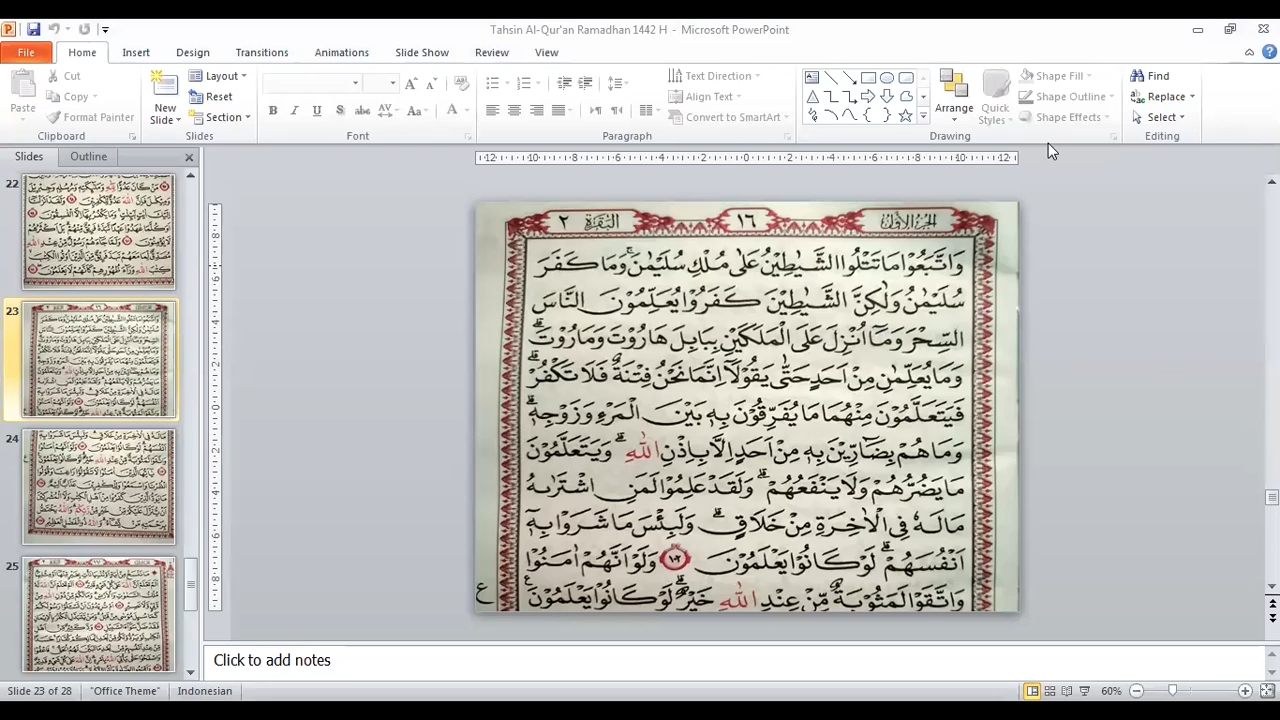 Tahsin Al-Qur'an Ramadhan 1442 H - Microsoft PowerPoint
File Home Insert Design Transitions Animations Slide Show Review View
Paste Cut Copy Format Painter Clipboard
New Slide Layout Reset Section Slides
Font
Text Direction Align Text Convert to SmartArt Paragraph
Arrange Quick Styles Shape Fill Shape Outline Shape Effects Drawing
Find Replace Select Editing
Slides Outline
22
23
24
25
الجزء الأول ١٦ البقرة ٢
وَاتَّبَعُوْا مَا تَتْلُوا الشَّيٰطِيْنُ عَلٰى مُلْكِ سُلَيْمٰنَ ۚ وَمَا كَفَرَ
سُلَيْمٰنُ وَلٰكِنَّ الشَّيٰطِيْنَ كَفَرُوْا يُعَلِّمُوْنَ النَّاسَ
السِّحْرَ وَمَآ اُنْزِلَ عَلَى الْمَلَكَيْنِ بِبَابِلَ هَارُوْتَ وَمَارُوْتَ ۗ
وَمَا يُعَلِّمٰنِ مِنْ اَحَدٍ حَتّٰى يَقُوْلَآ اِنَّمَا نَحْنُ فِتْنَةٌ فَلَا تَكْفُرْ ۗ
فَيَتَعَلَّمُوْنَ مِنْهُمَا مَا يُفَرِّقُوْنَ بِهٖ بَيْنَ الْمَرْءِ وَزَوْجِهٖ ۗ
وَمَا هُمْ بِضَاۤرِّيْنَ بِهٖ مِنْ اَحَدٍ اِلَّا بِاِذْنِ اللّٰهِ ۗ وَيَتَعَلَّمُوْنَ
مَا يَضُرُّهُمْ وَلَا يَنْفَعُهُمْ ۗ وَلَقَدْ عَلِمُوْا لَمَنِ اشْتَرٰىهُ
مَا لَهٗ فِى الْاٰخِرَةِ مِنْ خَلَاقٍ ۗ وَلَبِئْسَ مَا شَرَوْا بِهٖٓ
اَنْفُسَهُمْ ۗ لَوْ كَانُوْا يَعْلَمُوْنَ ١٠٢ وَلَوْ اَنَّهُمْ اٰمَنُوْا
وَاتَّقَوْا لَمَثُوْبَةٌ مِّنْ عِنْدِ اللّٰهِ خَيْرٌ ۗ لَوْ كَانُوْا يَعْلَمُوْنَ ع
Click to add notes
Slide 23 of 28 "Office Theme" Indonesian 60%